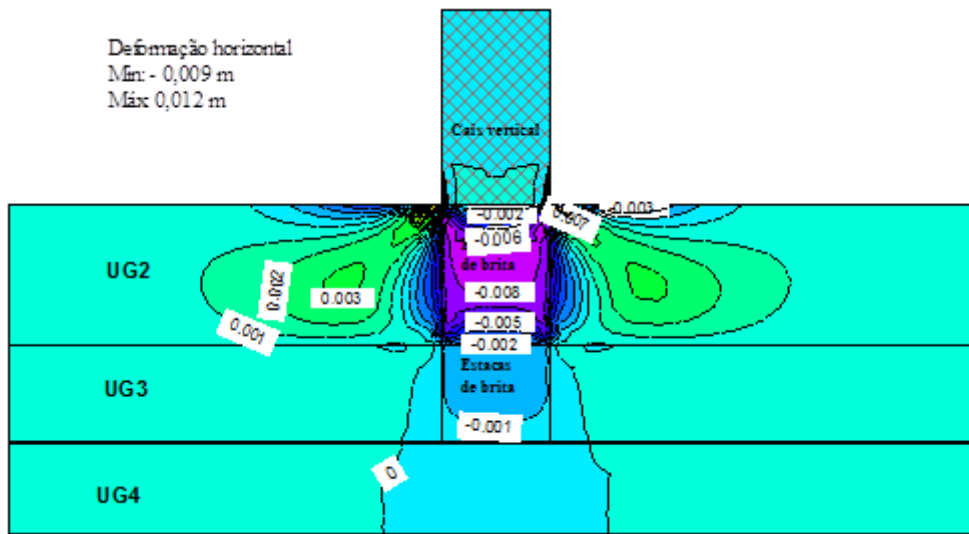 Deformação horizontal
Min: - 0,009 m
Máx 0,012 m
Cais vertical
-0.002
0.007
-0.003
-0.006
UG2
de brita
0.002
0.003
-0.008
0.001
-0.005
-0.002
Estacas
UG3
de brita
-0.001
0
UG4